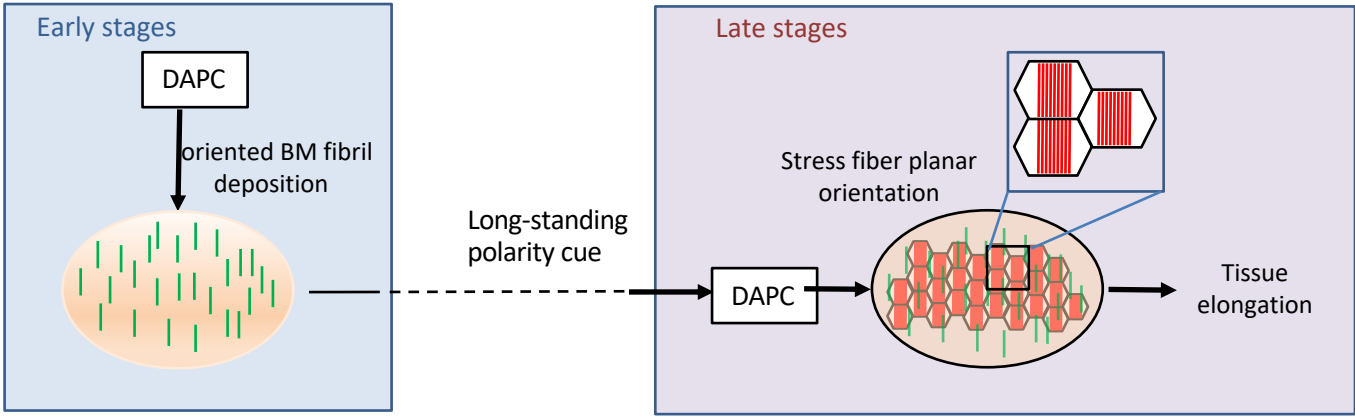 Early stages
DAPC
oriented BM fibril
deposition
Long-standing
polarity cue
Late stages
DAPC
Stress fiber planar
orientation
Tissue
elongation